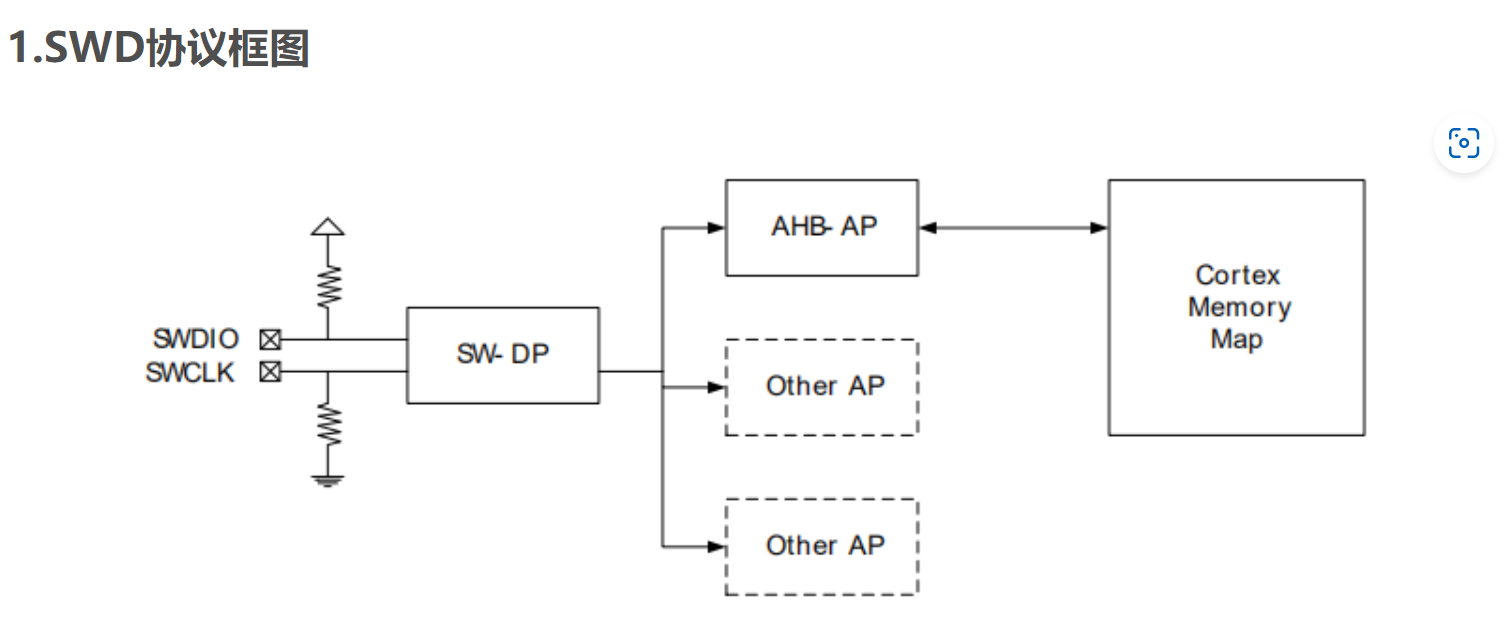 1.SWD协议框图
SWDIO
SWCLK
SW- DP
AHB- AP
Other AP
Other AP
Cortex
Memory
Map